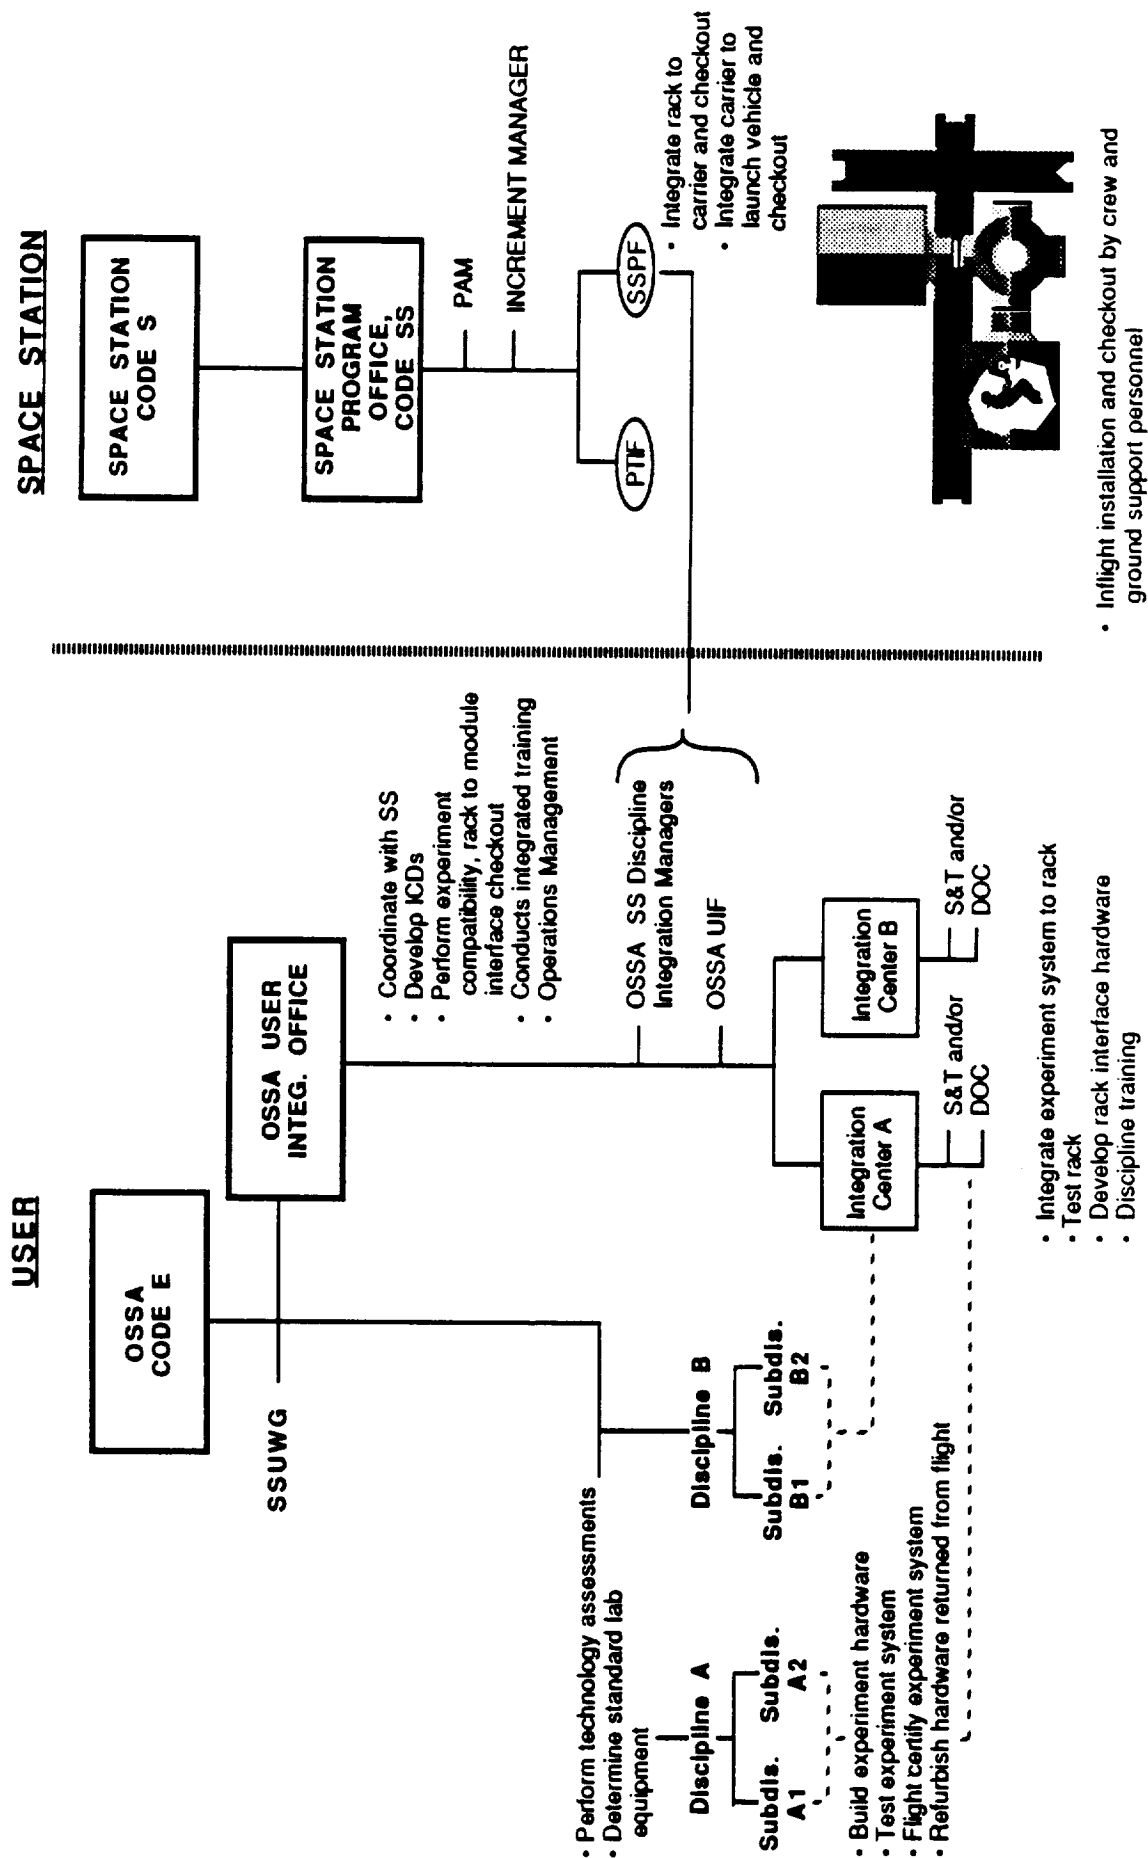 USER
OSSA
CODE E
SSUWG
OSSA USER
INTEG. OFFICE
• Coordinate with SS
• Develop ICDs
• Perform experiment
compatibility, rack to module
interface checkout
• Conducts integrated training
• Operations Management
• Perform technology assessments
• Determine standard lab
equipment
Discipline A
Subdis.
A1
Subdis.
A2
Discipline B
Subdis.
B1
Subdis.
B2
• Build experiment hardware
• Test experiment system
• Flight certify experiment system
• Refurbish hardware returned from flight
OSSA SS Discipline
Integration Managers
OSSA UIF
Integration
Center A
S&T and/or
DOC
Integration
Center B
S&T and/or
DOC
• Integrate experiment system to rack
• Test rack
• Develop rack interface hardware
• Discipline training
SPACE STATION
SPACE STATION
CODE S
SPACE STATION
PROGRAM
OFFICE,
CODE SS
PAM
INCREMENT MANAGER
PTIF
SSPF
• Integrate rack to
carrier and checkout
• Integrate carrier to
launch vehicle and
checkout
• Inflight installation and checkout by crew and
ground support personnel